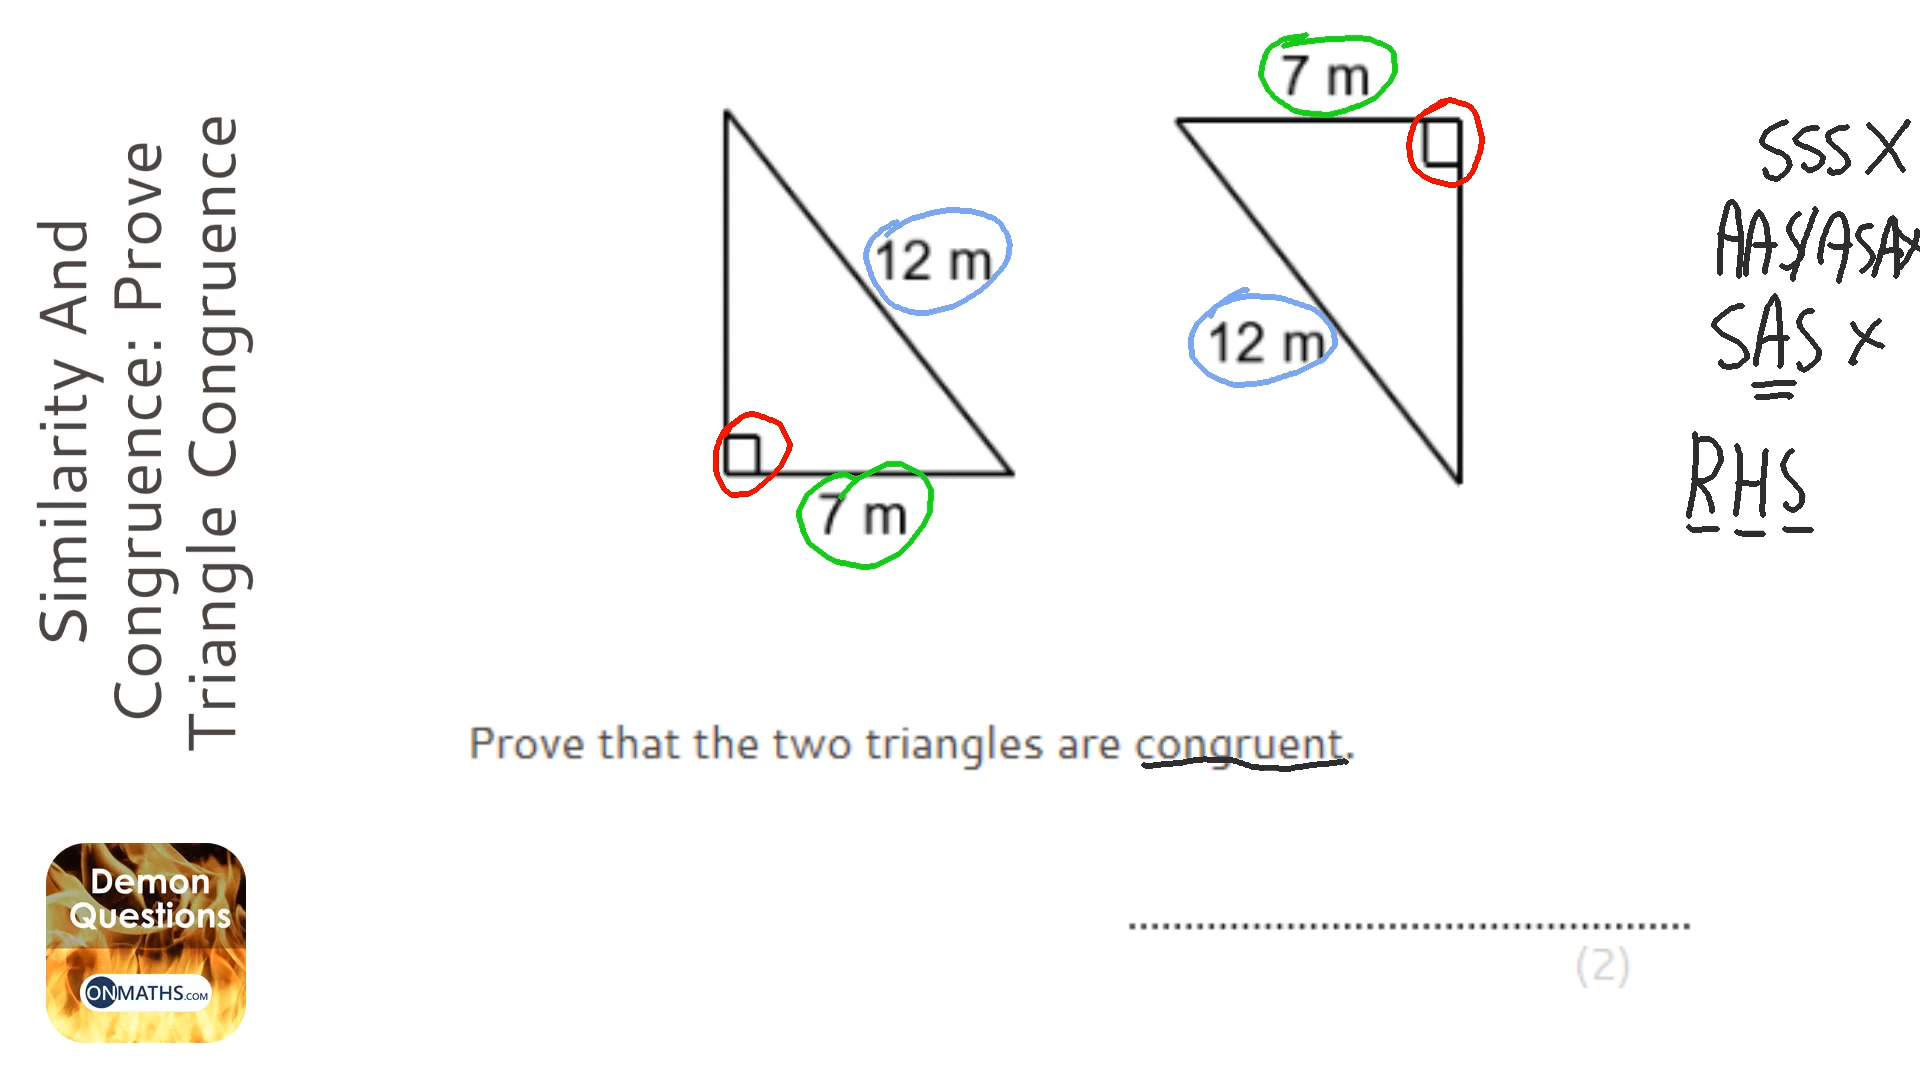 Similarity And
Congruence: Prove
Triangle Congruence
7 m
12 m
12 m
7 m
SSS X
AAS/ASA x
SAS x
RHS
Prove that the two triangles are congruent.
(2)
Demon
Questions
ONMATHS.COM